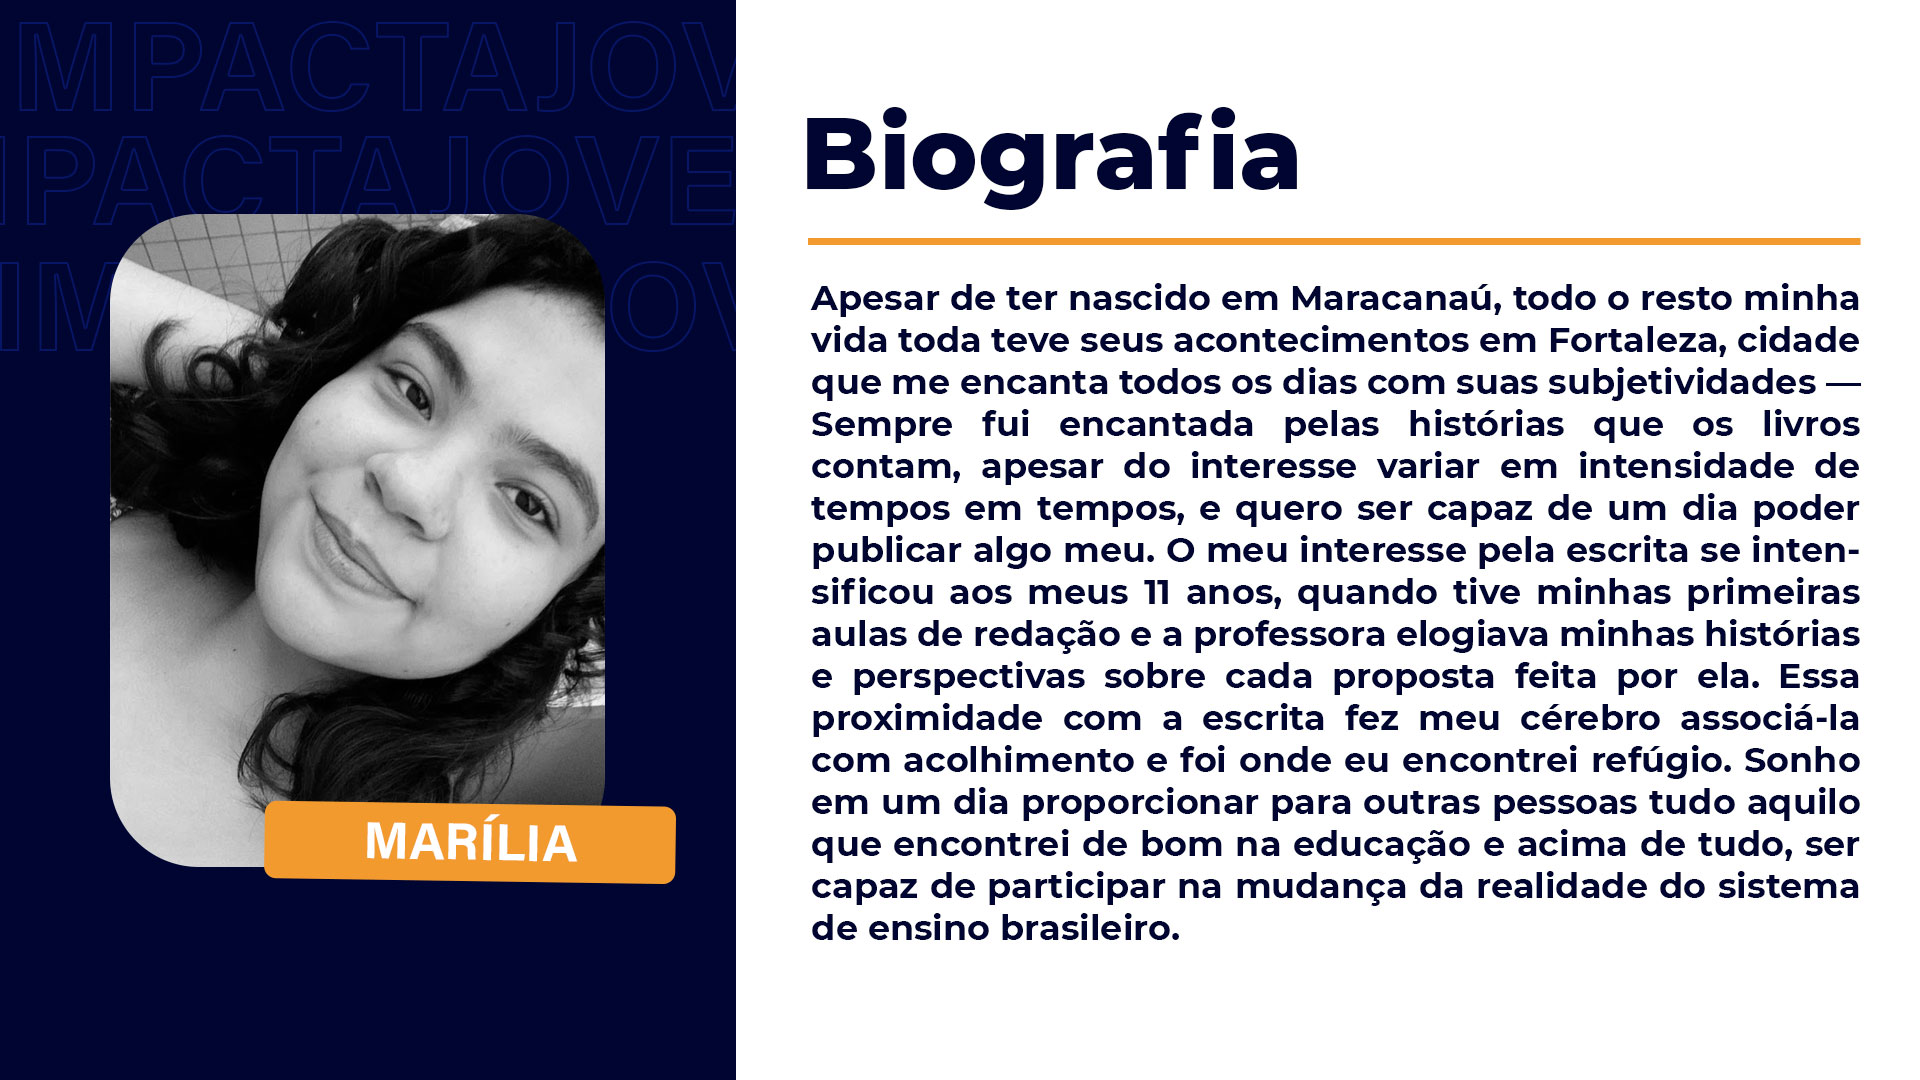 MPACTAJOV
MPACTAJOVE
IM
OV
MARÍLIA
Biografia
Apesar de ter nascido em Maracanaú, todo o resto minha
vida toda teve seus acontecimentos em Fortaleza, cidade
que me encanta todos os dias com suas subjetividades —
Sempre fui encantada pelas histórias que os livros
contam, apesar do interesse variar em intensidade de
tempos em tempos, e quero ser capaz de um dia poder
publicar algo meu. O meu interesse pela escrita se inten-
sificou aos meus 11 anos, quando tive minhas primeiras
aulas de redação e a professora elogiava minhas histórias
e perspectivas sobre cada proposta feita por ela. Essa
proximidade com a escrita fez meu cérebro associá-la
com acolhimento e foi onde eu encontrei refúgio. Sonho
em um dia proporcionar para outras pessoas tudo aquilo
que encontrei de bom na educação e acima de tudo, ser
capaz de participar na mudança da realidade do sistema
de ensino brasileiro.